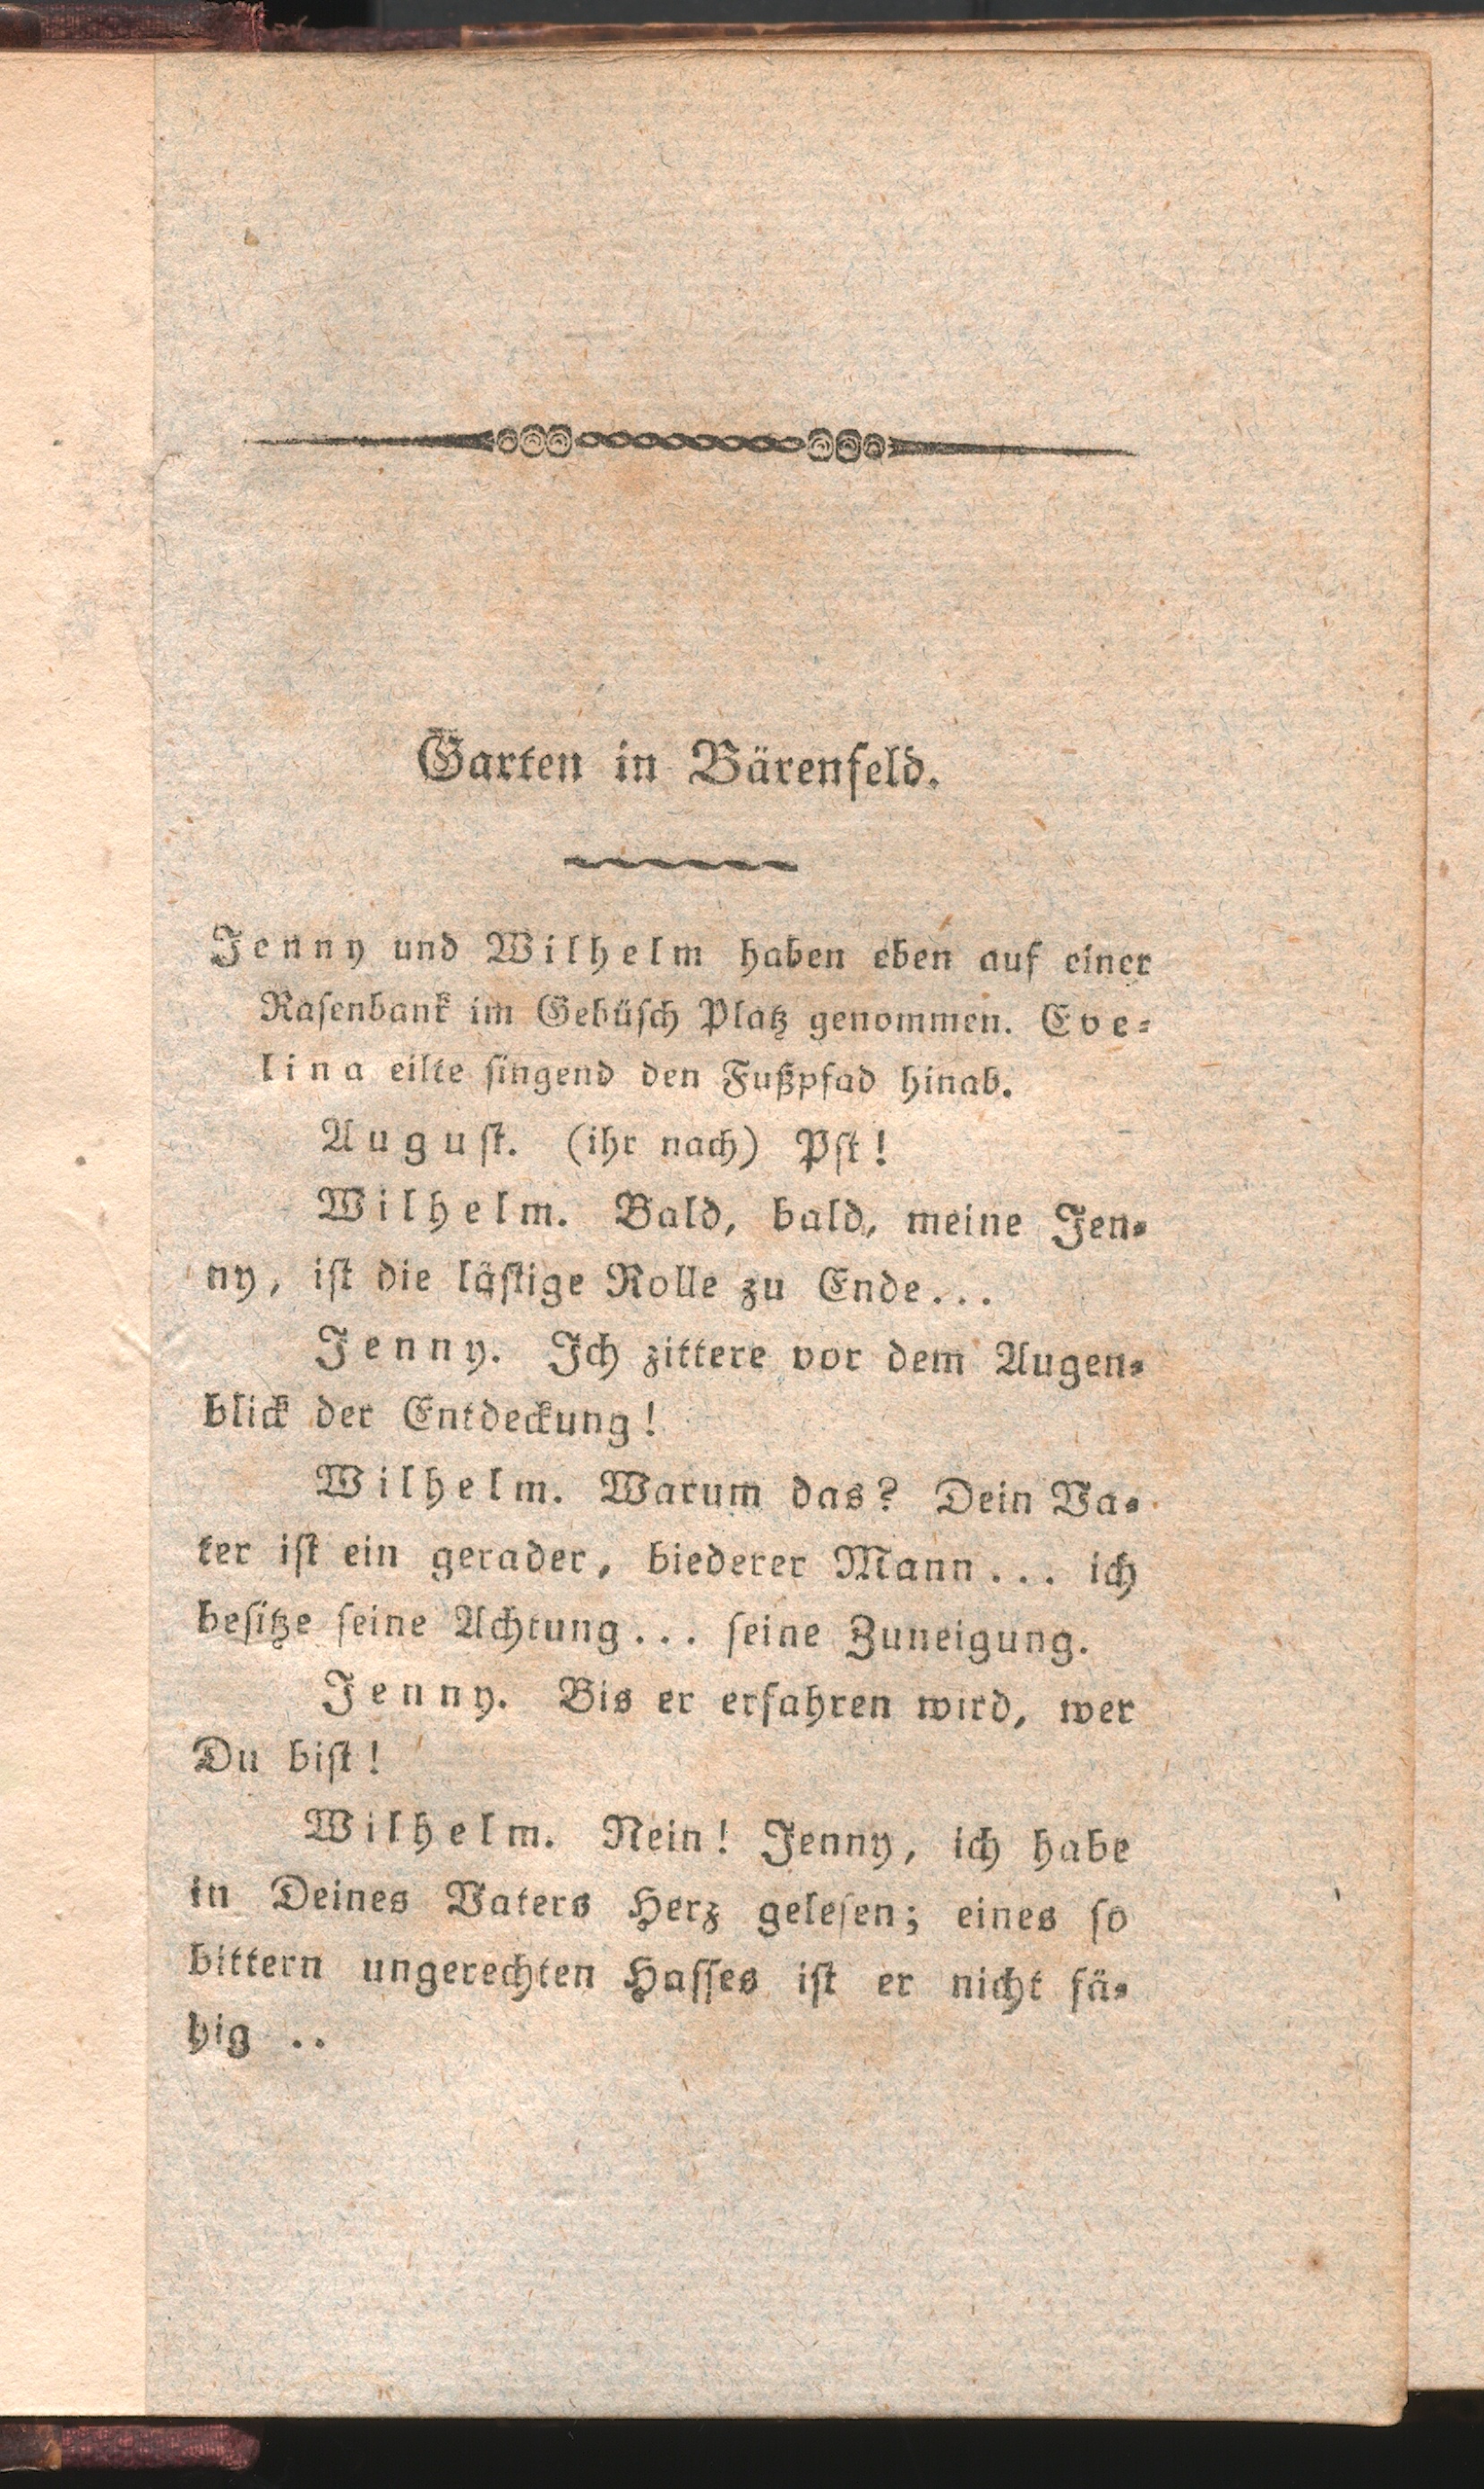 Garten in Bärenfeld.
Jenny und Wilhelm haben eben auf einer
Raſenbank im Gebüſch Platz genommen. Eve⸗
lina eilte ſingend den Fußpfad hinab.
Auguſt. (ihr nach) Pſt!
Wilhelm. Bald, bald, meine Jen⸗
ny, iſt die läſtige Rolle zu Ende...
Jenny. Ich zittere vor dem Augen⸗
blick der Entdeckung!
Wilhelm. Warum das? Dein Va⸗
ter iſt ein gerader, biederer Mann... ich
beſitze ſeine Achtung... ſeine Zuneigung.
Jenny. Bis er erfahren wird, wer
Du biſt!
Wilhelm. Nein! Jenny, ich habe
in Deines Vaters Herz geleſen; eines ſo
bittern ungerechten Haſſes iſt er nicht fä⸗
hig ..